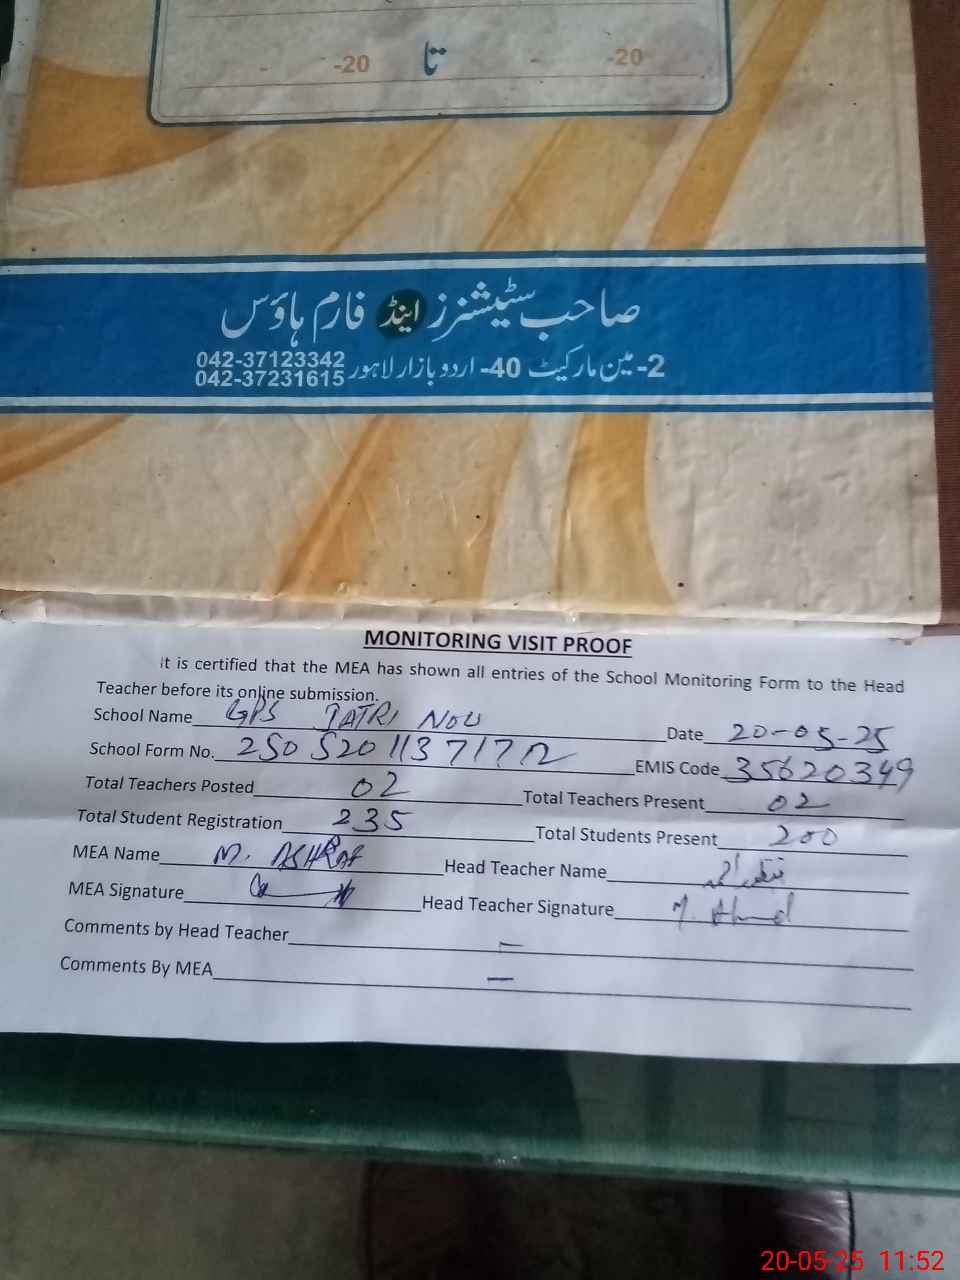 -20 تا -20
صاحب سٹیشنرز اینڈ فارم ہاؤس
2-مین مارکیٹ 40- اردو بازار لاہور 042-37123342
042-37231615
MONITORING VISIT PROOF
It is certified that the MEA has shown all entries of the School Monitoring Form to the Head
Teacher before its online submission.
School Name GPS TATRI NOU Date 20-05-25
School Form No. 2505201137172 EMIS Code 35620349
Total Teachers Posted 02 Total Teachers Present 02
Total Student Registration 235 Total Students Present 200
MEA Name M. ASHRAF Head Teacher Name
MEA Signature Head Teacher Signature M. Ahmad
Comments by Head Teacher —
Comments By MEA —
20-05-25 11:52